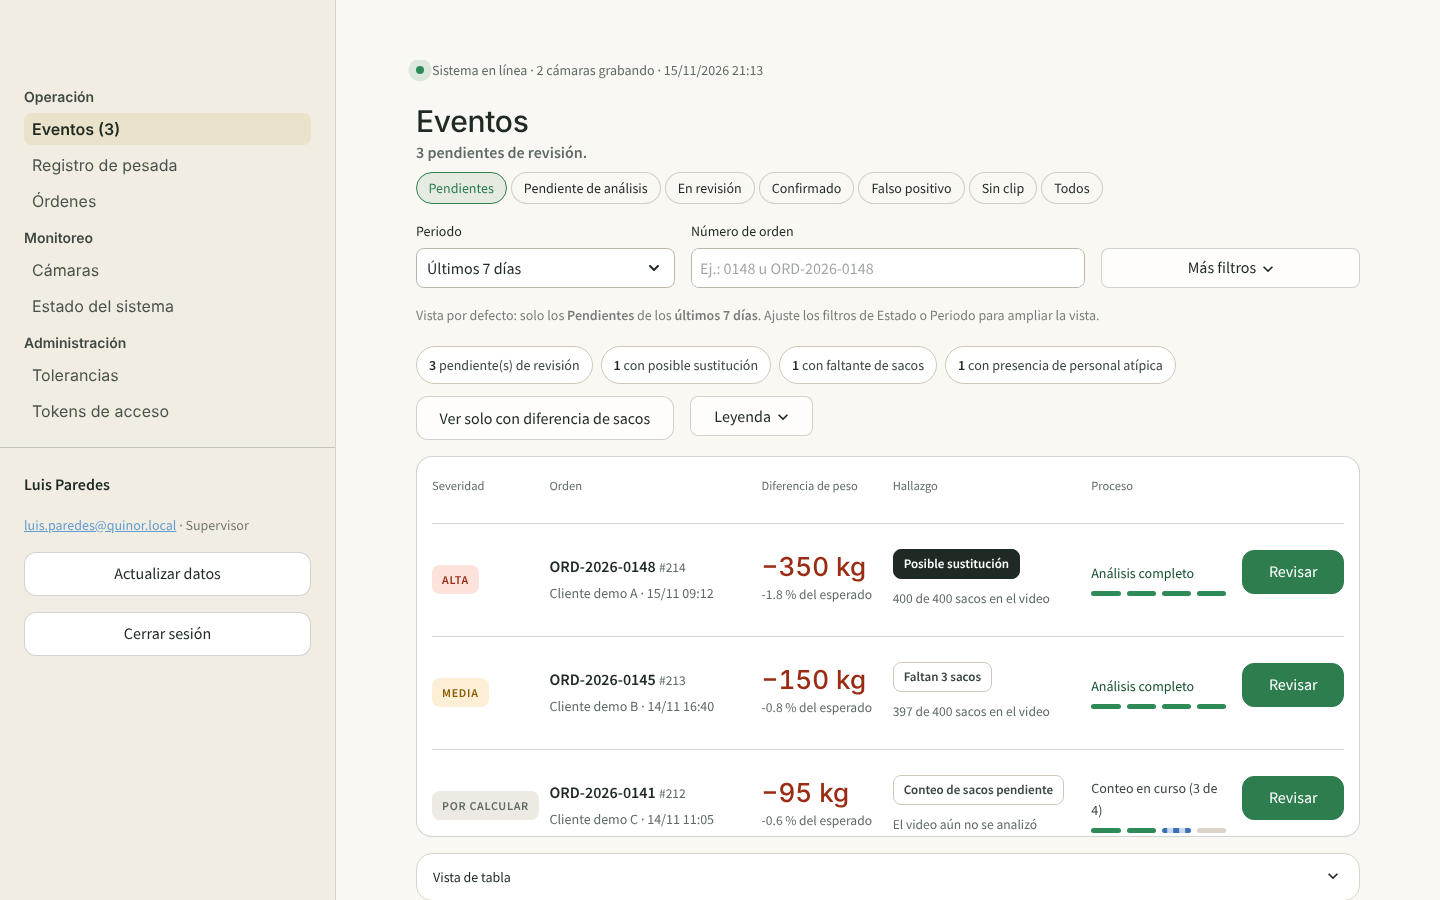 Operación
Eventos (3)
Registro de pesada
Órdenes
Monitoreo
Cámaras
Estado del sistema
Administración
Tolerancias
Tokens de acceso
Luis Paredes
luis.paredes@quinor.local · Supervisor
Actualizar datos
Cerrar sesión
Sistema en línea · 2 cámaras grabando · 15/11/2026 21:13
Eventos
3 pendientes de revisión.
Pendientes Pendiente de análisis En revisión Confirmado Falso positivo Sin clip Todos
Periodo Número de orden
Últimos 7 días Ej.: 0148 u ORD-2026-0148 Más filtros
Vista por defecto: solo los Pendientes de los últimos 7 días. Ajuste los filtros de Estado o Periodo para ampliar la vista.
3 pendiente(s) de revisión 1 con posible sustitución 1 con faltante de sacos 1 con presencia de personal atípica
Ver solo con diferencia de sacos Leyenda
Severidad Orden Diferencia de peso Hallazgo Proceso
ALTA
ORD-2026-0148 #214
Cliente demo A · 15/11 09:12
−350 kg
-1.8 % del esperado
Posible sustitución
400 de 400 sacos en el video
Análisis completo
Revisar
MEDIA
ORD-2026-0145 #213
Cliente demo B · 14/11 16:40
−150 kg
-0.8 % del esperado
Faltan 3 sacos
397 de 400 sacos en el video
Análisis completo
Revisar
POR CALCULAR
ORD-2026-0141 #212
Cliente demo C · 14/11 11:05
−95 kg
-0.6 % del esperado
Conteo de sacos pendiente
El video aún no se analizó
Conteo en curso (3 de
4)
Revisar
Vista de tabla